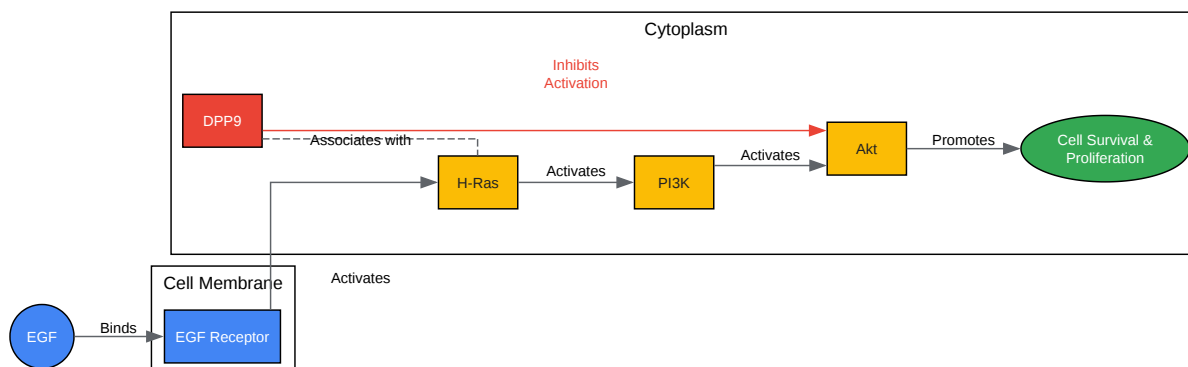 Cytoplasm
Inhibits
Activation
DPP9
Associates with
H-Ras
Activates
PI3K
Activates
Akt
Promotes
Cell Survival &
Proliferation
Cell Membrane
Activates
EGF
Binds
EGF Receptor